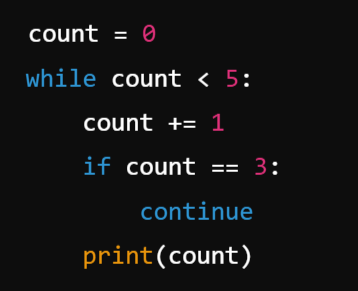 count = 0
while count < 5:
    count += 1
    if count == 3:
        continue
    print(count)